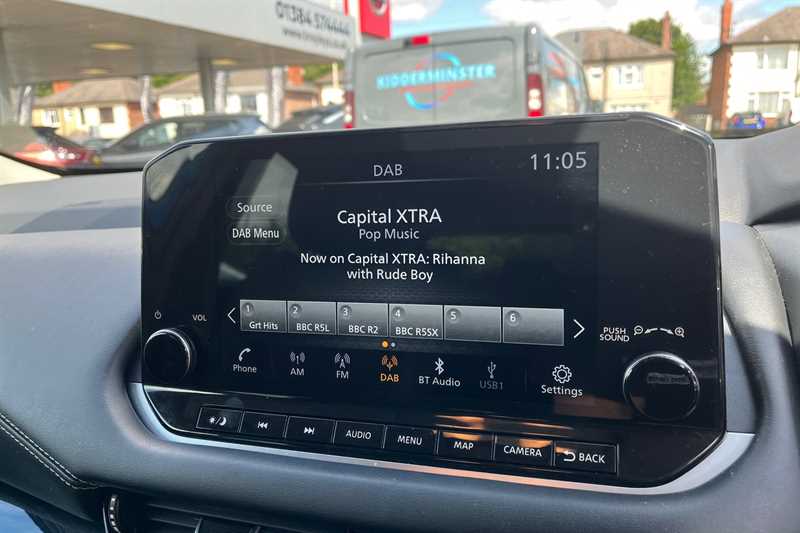 01384 574444
KIDDERMINSTER
DAB
11:05
Source
Capital XTRA
DAB Menu
Pop Music
Now on Capital XTRA: Rihanna
with Rude Boy
1 Grt Hits
2 BBC R5L
3 BBC R2
4 BBC R5SX
5
6
VOL
PUSH
SOUND
Phone
AM
FM
DAB
BT Audio
USB1
Settings
AUDIO
MENU
MAP
CAMERA
BACK